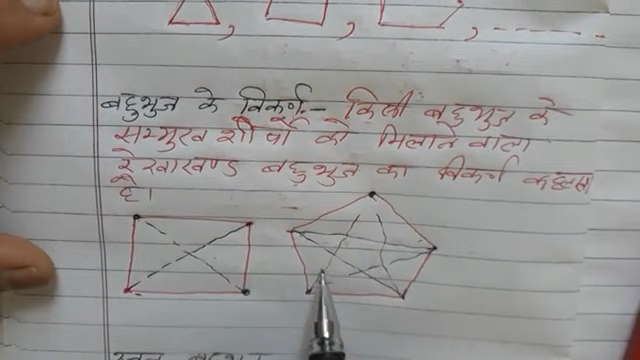 बहुभुज के विकर्ण:- किसी बहुभुज के
सम्मुख शीर्षो को मिलाने वाला
रेखाखण्ड बहुभुज का विकर्ण कहलाता
है।